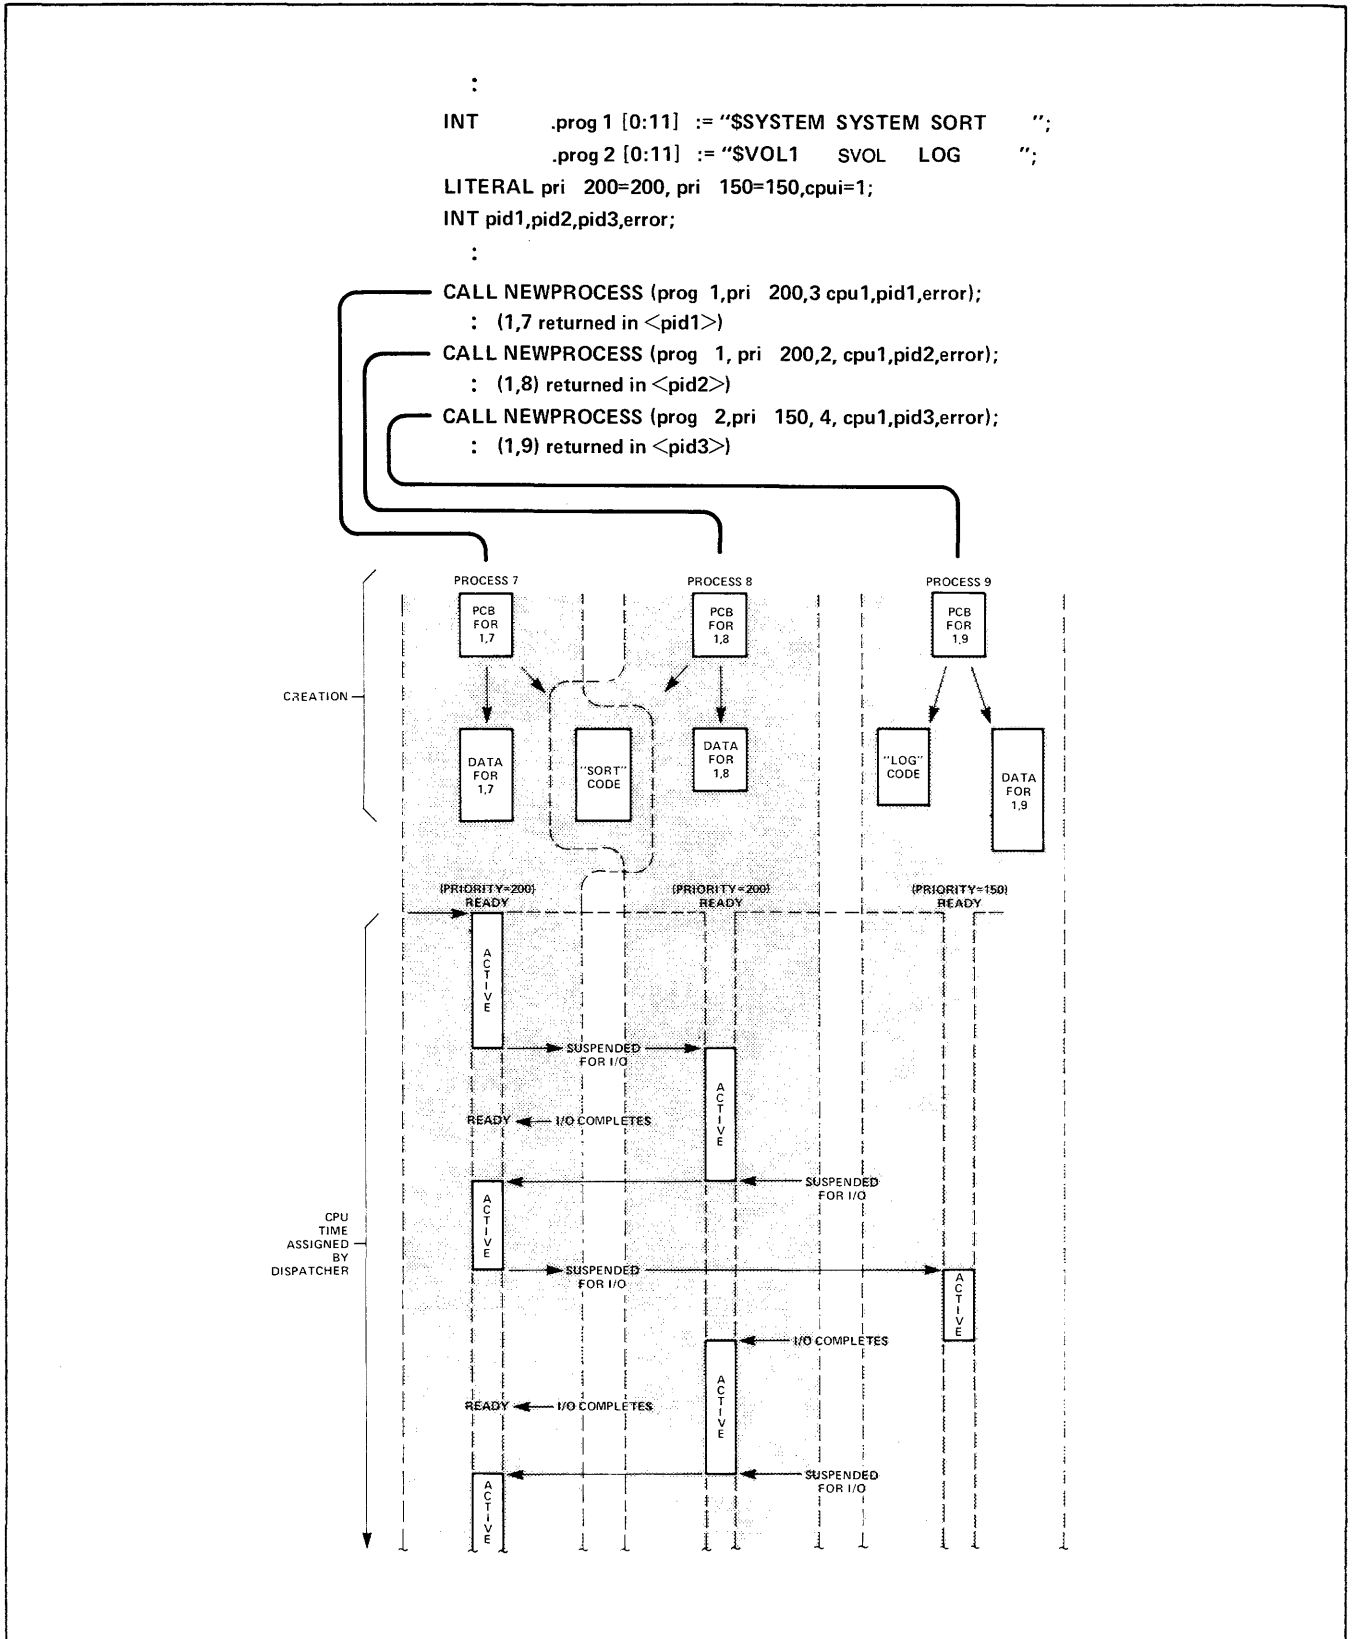 :
INT .prog 1 [0:11] := "$SYSTEM SYSTEM SORT ";
.prog 2 [0:11] := "$VOL1 SVOL LOG ";
LITERAL pri 200=200, pri 150=150,cpui=1;
INT pid1,pid2,pid3,error;
:
CALL NEWPROCESS (prog 1,pri 200,3 cpu1,pid1,error);
: (1,7 returned in <pid1>)
CALL NEWPROCESS (prog 1, pri 200,2, cpu1,pid2,error);
: (1,8) returned in <pid2>)
CALL NEWPROCESS (prog 2,pri 150, 4, cpu1,pid3,error);
: (1,9) returned in <pid3>)
PROCESS 7
PROCESS 8
PROCESS 9
PCB
FOR
1,7
PCB
FOR
1,8
PCB
FOR
1,9
CREATION
DATA
FOR
1,7
"SORT"
CODE
DATA
FOR
1,8
"LOG"
CODE
DATA
FOR
1,9
(PRIORITY=200)
READY
(PRIORITY=200)
READY
(PRIORITY=150)
READY
ACTIVE
SUSPENDED
FOR I/O
ACTIVE
READY
I/O COMPLETES
SUSPENDED
FOR I/O
ACTIVE
CPU
TIME
ASSIGNED
BY
DISPATCHER
SUSPENDED
FOR I/O
ACTIVE
I/O COMPLETES
ACTIVE
READY
I/O COMPLETES
SUSPENDED
FOR I/O
ACTIVE